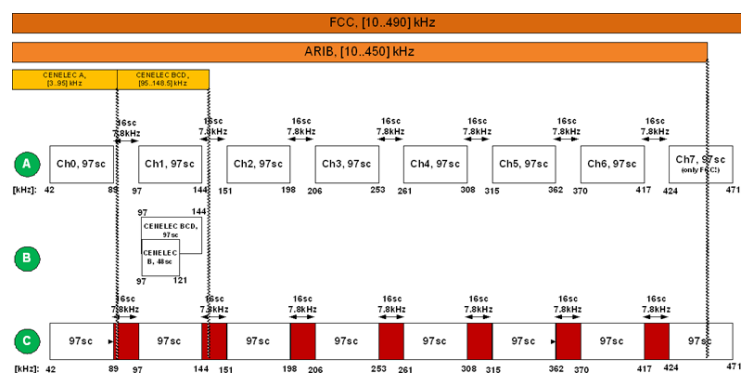 FCC, [10..490] kHz
ARIB, [10..450] kHz
CENELEC A,
[3..95] kHz
CENELEC BCD,
[95..148.5] kHz
16sc
7.8kHz
16sc
7.8kHz
16sc
7.8kHz
16sc
7.8kHz
16sc
7.8kHz
16sc
7.8kHz
16sc
7.8kHz
A
Ch0, 97sc
Ch1, 97sc
Ch2, 97sc
Ch3, 97sc
Ch4, 97sc
Ch5, 97sc
Ch6, 97sc
Ch7, 97sc
(only FCC!)
[kHz]: 42 89 97 144 151 198 206 253 261 308 315 362 370 417 424 471
97 144
CENELEC BCD,
97sc
B
CENELEC
B, 48sc
97 121
16sc
7.8kHz
16sc
7.8kHz
16sc
7.8kHz
16sc
7.8kHz
16sc
7.8kHz
16sc
7.8kHz
16sc
7.8kHz
C
97sc 97sc 97sc 97sc 97sc 97sc 97sc 97sc
[kHz]: 42 89 97 144 151 198 206 253 261 308 315 362 370 417 424 471